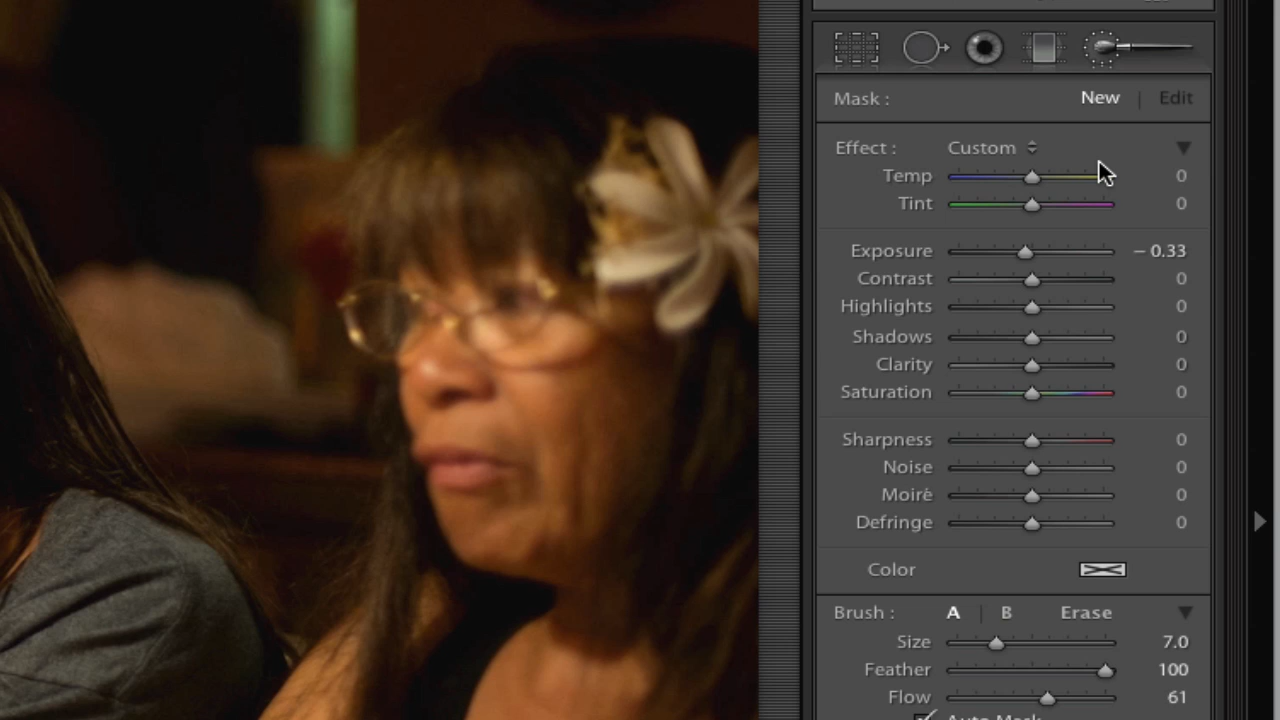 Mask : New | Edit
Effect : Custom
Temp 0
Tint 0
Exposure – 0.33
Contrast 0
Highlights 0
Shadows 0
Clarity 0
Saturation 0
Sharpness 0
Noise 0
Moiré 0
Defringe 0
Color
Brush : A | B Erase
Size 7.0
Feather 100
Flow 61
Auto Mask